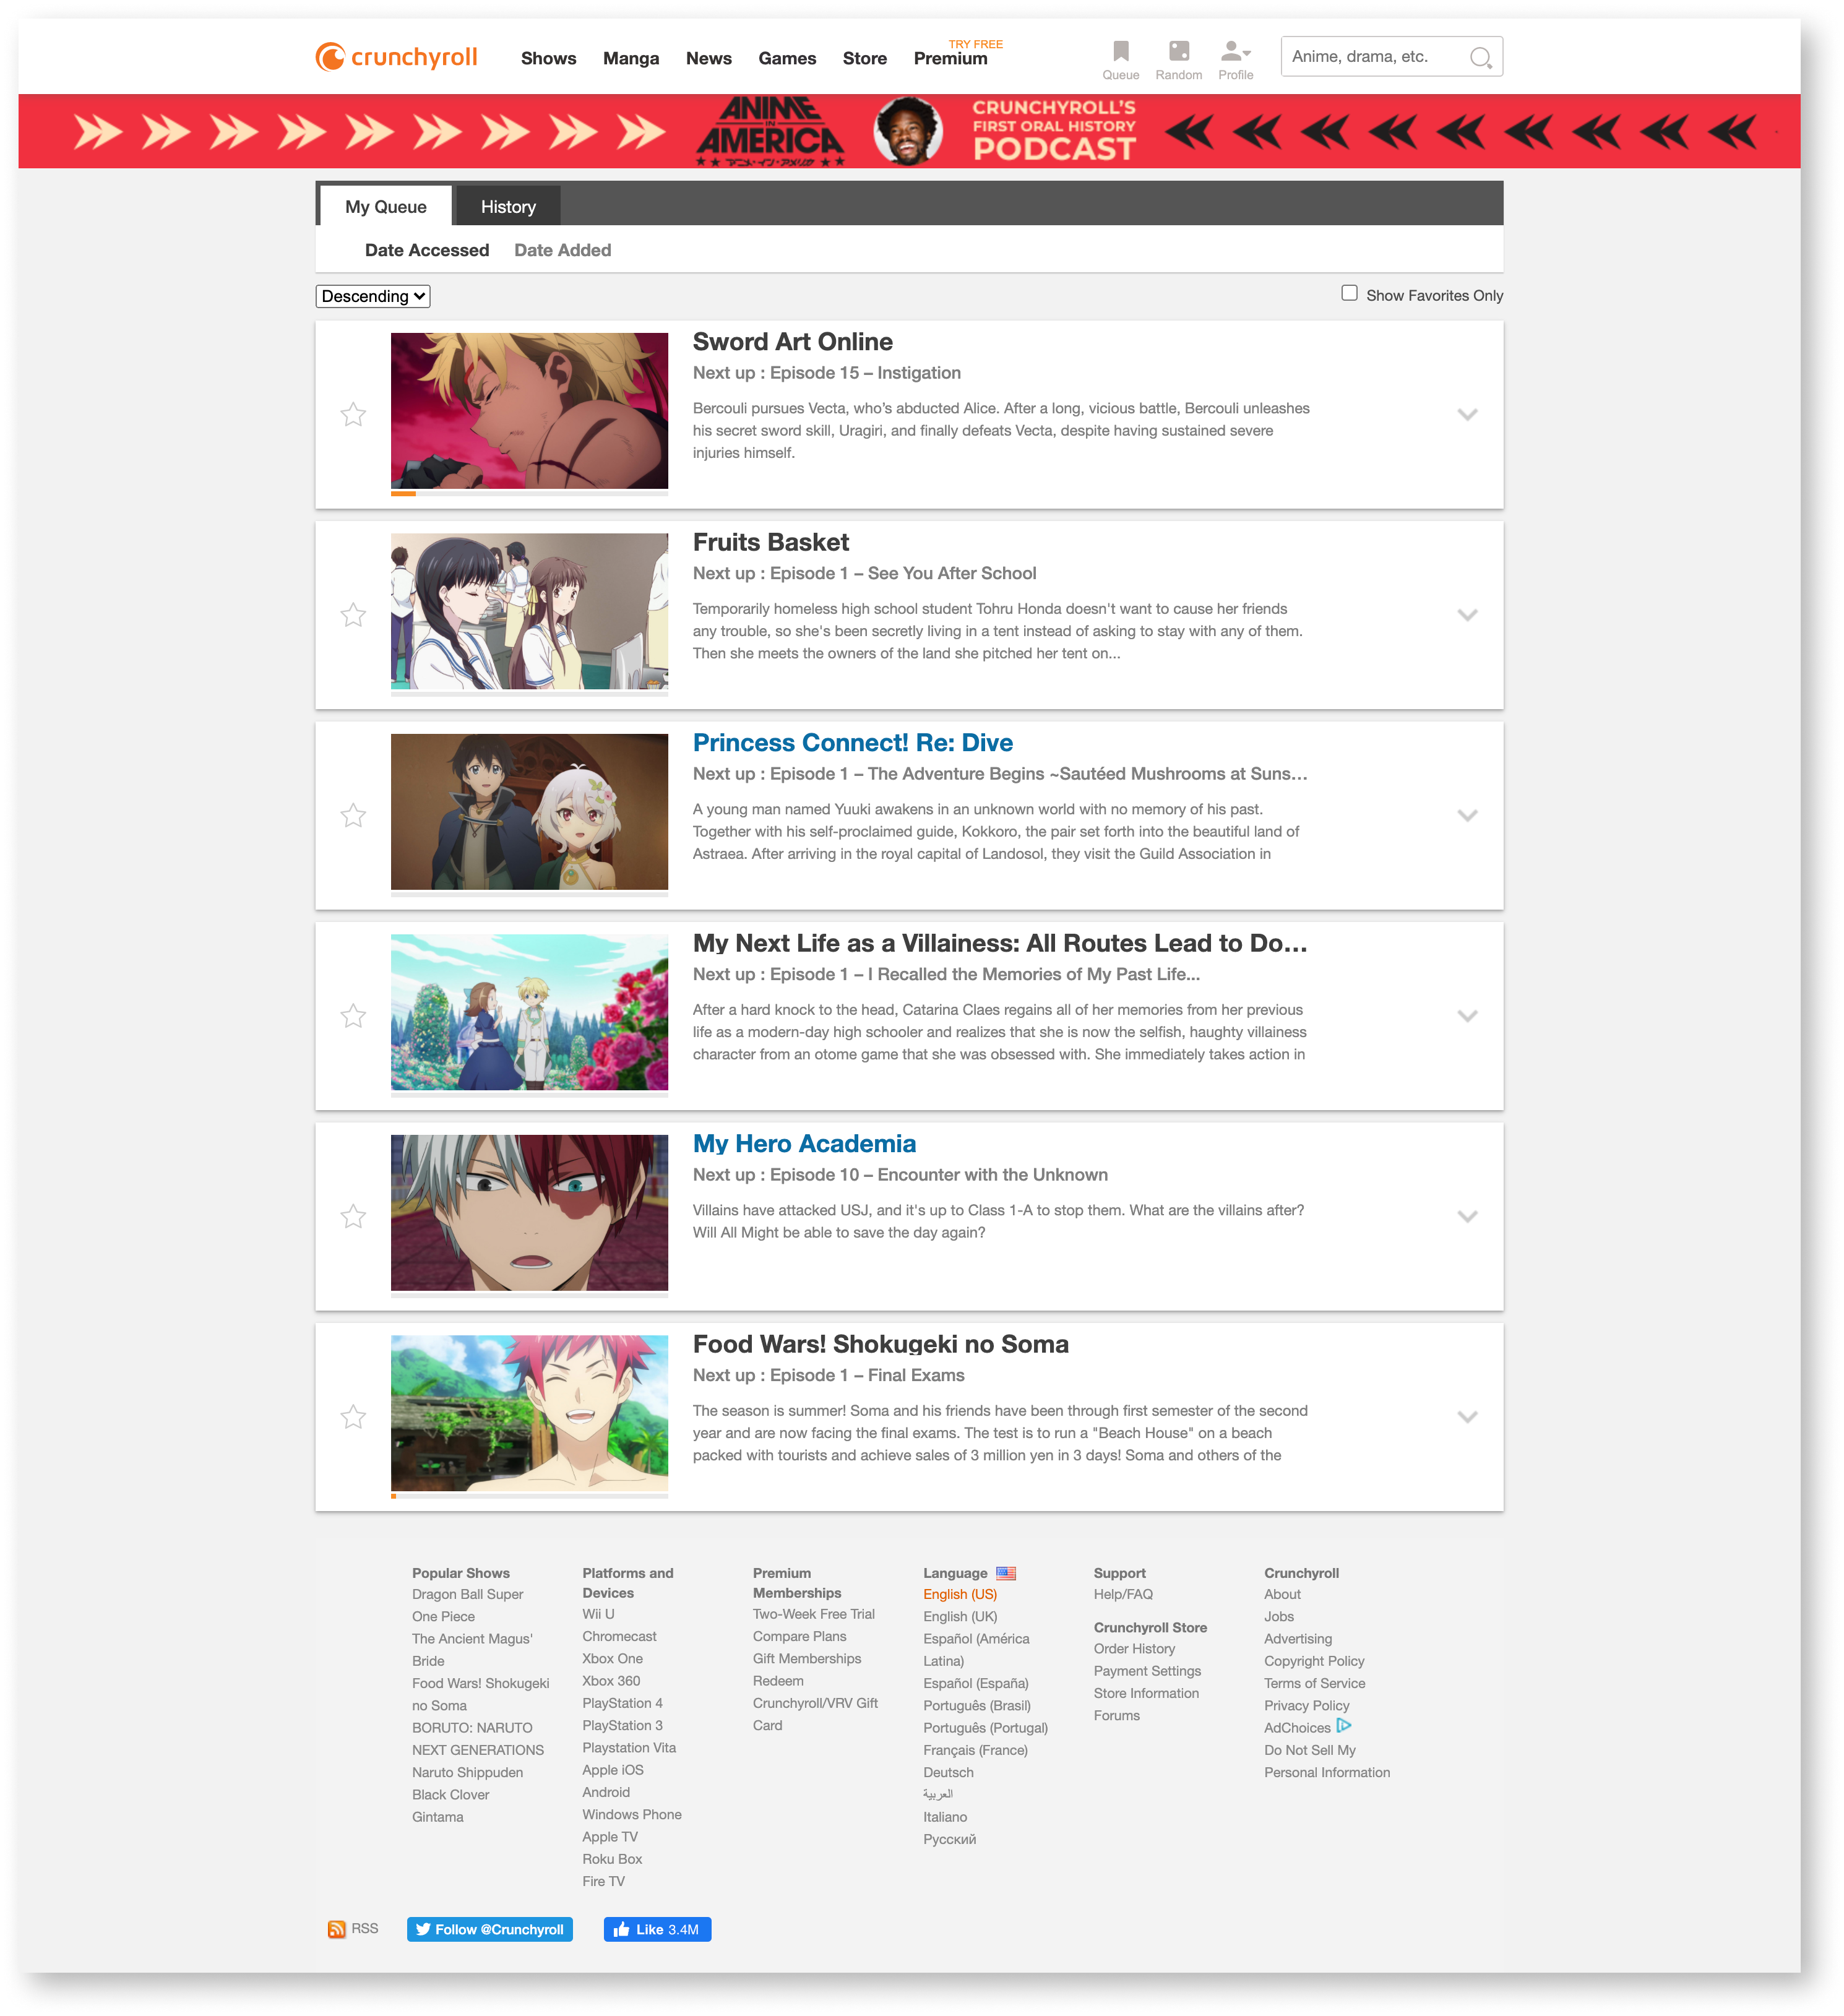 crunchyroll
Shows Manga News Games Store Premium TRY FREE
Queue Random Profile
Anime, drama, etc.
ANIME IN AMERICA
アニメ・イン・アメリカ
CRUNCHYROLL'S
FIRST ORAL HISTORY
PODCAST
My Queue History
Date Accessed Date Added
Descending
Show Favorites Only
Sword Art Online
Next up : Episode 15 – Instigation
Bercouli pursues Vecta, who's abducted Alice. After a long, vicious battle, Bercouli unleashes
his secret sword skill, Uragiri, and finally defeats Vecta, despite having sustained severe
injuries himself.
Fruits Basket
Next up : Episode 1 – See You After School
Temporarily homeless high school student Tohru Honda doesn't want to cause her friends
any trouble, so she's been secretly living in a tent instead of asking to stay with any of them.
Then she meets the owners of the land she pitched her tent on...
Princess Connect! Re: Dive
Next up : Episode 1 – The Adventure Begins ~Sautéed Mushrooms at Suns...
A young man named Yuuki awakens in an unknown world with no memory of his past.
Together with his self-proclaimed guide, Kokkoro, the pair set forth into the beautiful land of
Astraea. After arriving in the royal capital of Landosol, they visit the Guild Association in
My Next Life as a Villainess: All Routes Lead to Do...
Next up : Episode 1 – I Recalled the Memories of My Past Life...
After a hard knock to the head, Catarina Claes regains all of her memories from her previous
life as a modern-day high schooler and realizes that she is now the selfish, haughty villainess
character from an otome game that she was obsessed with. She immediately takes action in
My Hero Academia
Next up : Episode 10 – Encounter with the Unknown
Villains have attacked USJ, and it's up to Class 1-A to stop them. What are the villains after?
Will All Might be able to save the day again?
Food Wars! Shokugeki no Soma
Next up : Episode 1 – Final Exams
The season is summer! Soma and his friends have been through first semester of the second
year and are now facing the final exams. The test is to run a "Beach House" on a beach
packed with tourists and achieve sales of 3 million yen in 3 days! Soma and others of the
Popular Shows
Dragon Ball Super
One Piece
The Ancient Magus'
Bride
Food Wars! Shokugeki
no Soma
BORUTO: NARUTO
NEXT GENERATIONS
Naruto Shippuden
Black Clover
Gintama
Platforms and
Devices
Wii U
Chromecast
Xbox One
Xbox 360
PlayStation 4
PlayStation 3
Playstation Vita
Apple iOS
Android
Windows Phone
Apple TV
Roku Box
Fire TV
Premium
Memberships
Two-Week Free Trial
Compare Plans
Gift Memberships
Redeem
Crunchyroll/VRV Gift
Card
Language
English (US)
English (UK)
Español (América
Latina)
Español (España)
Português (Brasil)
Português (Portugal)
Français (France)
Deutsch
العربية
Italiano
Русский
Support
Help/FAQ
Crunchyroll Store
Order History
Payment Settings
Store Information
Forums
Crunchyroll
About
Jobs
Advertising
Copyright Policy
Terms of Service
Privacy Policy
AdChoices
Do Not Sell My
Personal Information
RSS
Follow @Crunchyroll
Like 3.4M